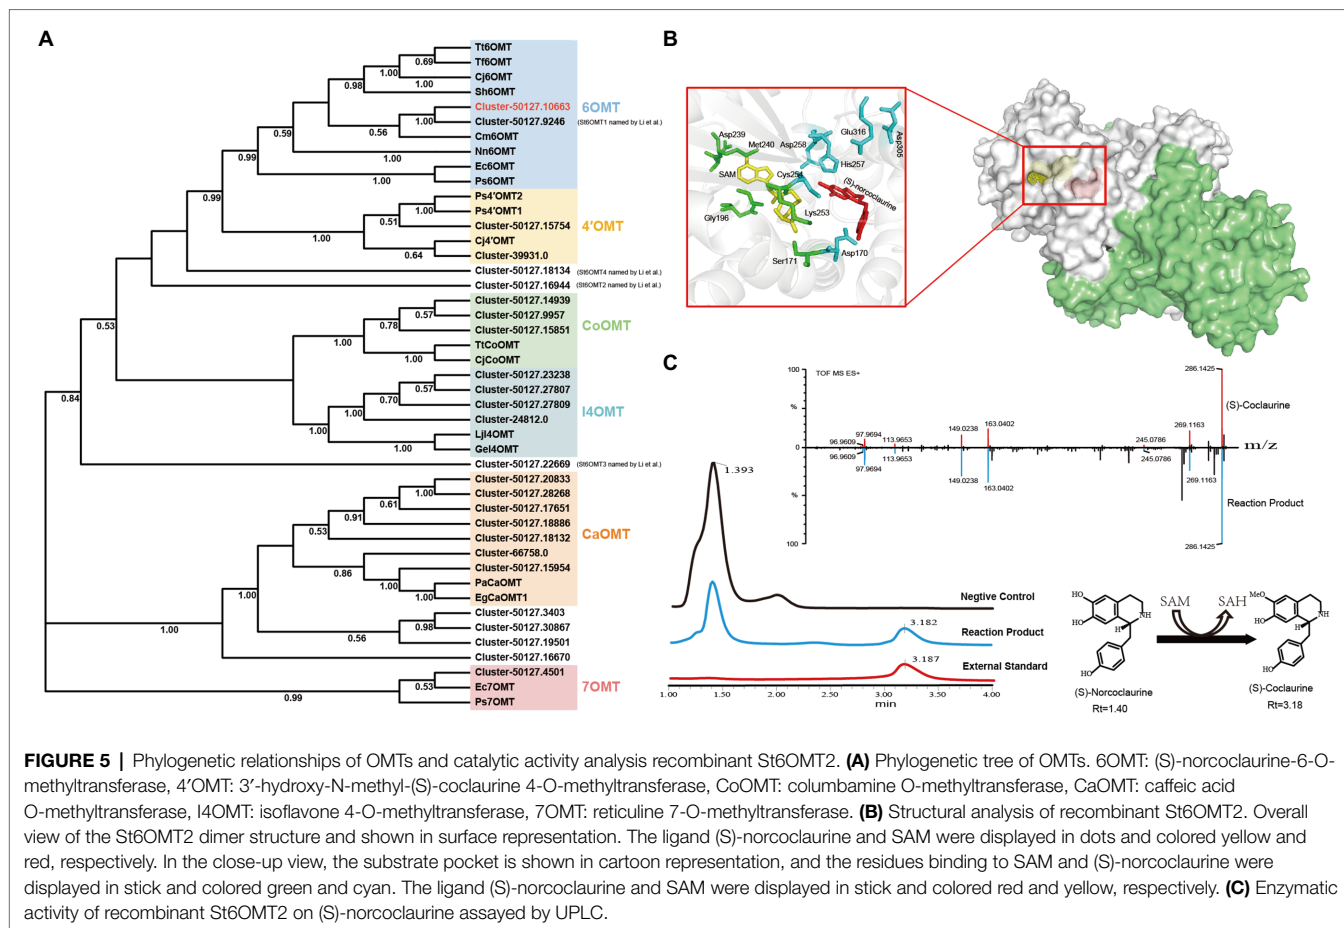 A
Tt6OMT
0.69
Tf6OMT
1.00
Cj6OMT
0.98
1.00
Sh6OMT
Cluster-50127.10663
6OMT
1.00
Cluster-50127.9246 (St6OMT1 named by Li et al.)
0.59
0.56
Cm6OMT
0.99
1.00
Nn6OMT
Ec6OMT
1.00
Ps6OMT
0.99
Ps4'OMT2
1.00
Ps4'OMT1
0.51
Cluster-50127.15754
4'OMT
1.00
Cj4'OMT
0.64
Cluster-39931.0
Cluster-50127.18134 (St6OMT4 named by Li et al.)
Cluster-50127.16944 (St6OMT2 named by Li et al.)
Cluster-50127.14939
0.57
Cluster-50127.9957
0.53
0.78
Cluster-50127.15851
CoOMT
1.00
TtCoOMT
1.00
CjCoOMT
Cluster-50127.23238
0.57
Cluster-50127.27807
0.84
0.70
Cluster-50127.27809
1.00
Cluster-24812.0
I4OMT
1.00
LjI4OMT
1.00
GeI4OMT
Cluster-50127.22669 (St6OMT3 named by Li et al.)
Cluster-50127.20833
1.00
Cluster-50127.28268
0.61
Cluster-50127.17651
0.91
Cluster-50127.18886
0.53
Cluster-50127.18132
CaOMT
Cluster-66758.0
0.86
Cluster-50127.15954
1.00
PaCaOMT
1.00
1.00
EgCaOMT1
Cluster-50127.3403
0.98
Cluster-50127.30867
1.00
0.56
Cluster-50127.19501
Cluster-50127.16670
Cluster-50127.4501
0.53
Ec7OMT
7OMT
0.99
Ps7OMT
B
Asp239
Met240
Asp258
Glu316
Asp305
SAM
Cys254
His257
(S)-norcoclaurine
Gly196
Lys253
Ser171
Asp170
C
100
TOF MS ES+
286.1425
%
(S)-Coclaurine
163.0402
149.0238
269.1163
97.9694
113.9653
96.9609
245.0786
0
m/z
96.9609
113.9653
245.0786
97.9694
149.0238
163.0402
269.1163
%
Reaction Product
100
286.1425
1.393
Negtive Control
Reaction Product
3.182
External Standard
3.187
1.00 2.00 3.00 4.00
min
SAM SAH
HO
HO
NH
H
HO
MeO
HO
NH
H
HO
(S)-Norcoclaurine
Rt=1.40
(S)-Coclaurine
Rt=3.18
FIGURE 5 | Phylogenetic relationships of OMTs and catalytic activity analysis recombinant St6OMT2. (A) Phylogenetic tree of OMTs. 6OMT: (S)-norcoclaurine-6-O-
methyltransferase, 4′OMT: 3′-hydroxy-N-methyl-(S)-coclaurine 4-O-methyltransferase, CoOMT: columbamine O-methyltransferase, CaOMT: caffeic acid
O-methyltransferase, I4OMT: isoflavone 4-O-methyltransferase, 7OMT: reticuline 7-O-methyltransferase. (B) Structural analysis of recombinant St6OMT2. Overall
view of the St6OMT2 dimer structure and shown in surface representation. The ligand (S)-norcoclaurine and SAM were displayed in dots and colored yellow and
red, respectively. In the close-up view, the substrate pocket is shown in cartoon representation, and the residues binding to SAM and (S)-norcoclaurine were
displayed in stick and colored green and cyan. The ligand (S)-norcoclaurine and SAM were displayed in stick and colored red and yellow, respectively. (C) Enzymatic
activity of recombinant St6OMT2 on (S)-norcoclaurine assayed by UPLC.